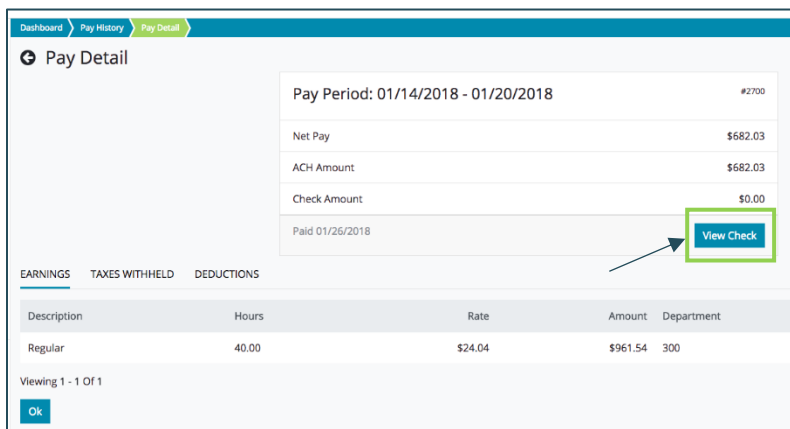 Dashboard Pay History Pay Detail
Pay Detail
Pay Period: 01/14/2018 - 01/20/2018 #2700
Net Pay $682.03
ACH Amount $682.03
Check Amount $0.00
Paid 01/26/2018 View Check
EARNINGS TAXES WITHHELD DEDUCTIONS
Description Hours Rate Amount Department
Regular 40.00 $24.04 $961.54 300
Viewing 1 - 1 Of 1
Ok